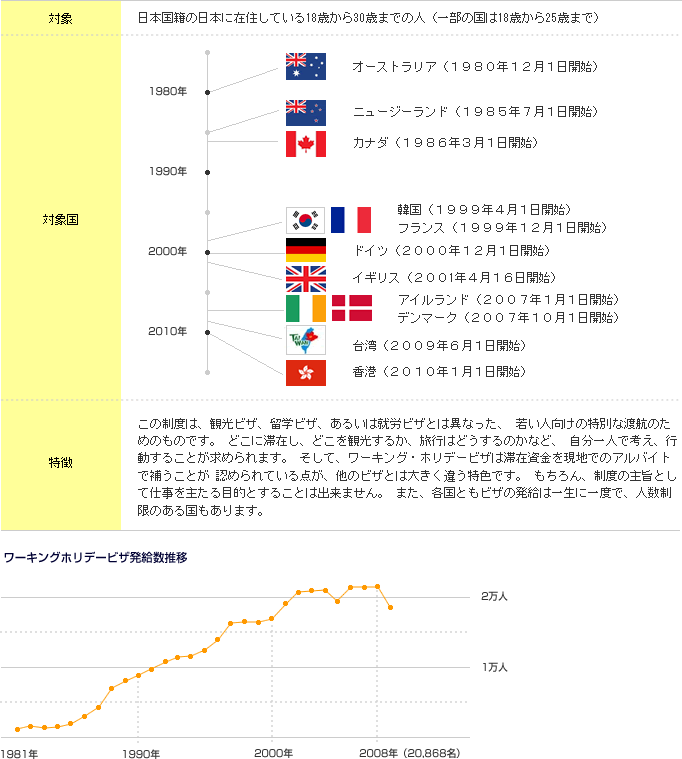 対象
日本国籍の日本に在住している18歳から30歳までの人（一部の国は18歳から25歳まで）
対象国
1980年
オーストラリア（１９８０年１２月１日開始）
ニュージーランド（１９８５年７月１日開始）
カナダ（１９８６年３月１日開始）
1990年
韓国（１９９９年４月１日開始）
フランス（１９９９年１２月１日開始）
2000年
ドイツ（２０００年１２月１日開始）
イギリス（２００１年４月１６日開始）
アイルランド（２００７年１月１日開始）
デンマーク（２００７年１０月１日開始）
2010年
TAI
WAN
台湾（２００９年６月１日開始）
香港（２０１０年１月１日開始）
特徴
この制度は、観光ビザ、留学ビザ、あるいは就労ビザとは異なった、 若い人向けの特別な渡航のた
めのものです。 どこに滞在し、どこを観光するか、旅行はどうするのかなど、 自分一人で考え、行
動することが求められます。 そして、ワーキング・ホリデービザは滞在資金を現地でのアルバイト
で補うことが 認められている点が、他のビザとは大きく違う特色です。 もちろん、制度の主旨とし
て仕事を主たる目的とすることは出来ません。 また、各国ともビザの発給は一生に一度で、人数制
限のある国もあります。
ワーキングホリデービザ発給数推移
2万人
1万人
1981年
1990年
2000年
2008年（20,868名）